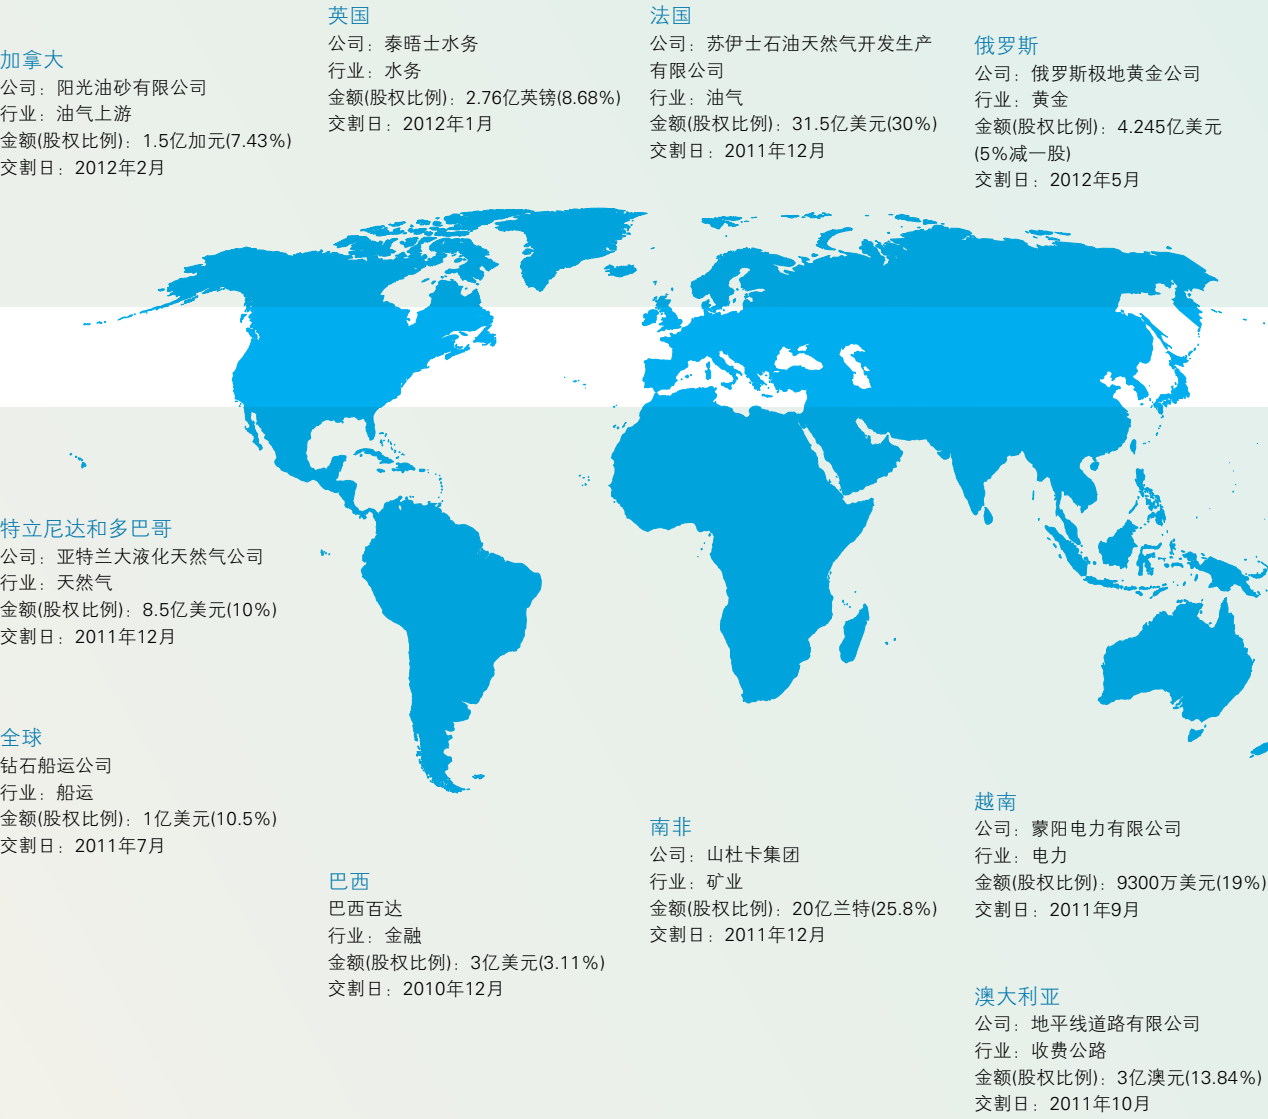 加拿大
公司：阳光油砂有限公司
行业：油气上游
金额(股权比例)：1.5亿加元(7.43%)
交割日：2012年2月
英国
公司：泰晤士水务
行业：水务
金额(股权比例)：2.76亿英镑(8.68%)
交割日：2012年1月
法国
公司：苏伊士石油天然气开发生产
有限公司
行业：油气
金额(股权比例)：31.5亿美元(30%)
交割日：2011年12月
俄罗斯
公司：俄罗斯极地黄金公司
行业：黄金
金额(股权比例)：4.245亿美元
(5%减一股)
交割日：2012年5月
特立尼达和多巴哥
公司：亚特兰大液化天然气公司
行业：天然气
金额(股权比例)：8.5亿美元(10%)
交割日：2011年12月
全球
钻石船运公司
行业：船运
金额(股权比例)：1亿美元(10.5%)
交割日：2011年7月
巴西
巴西百达
行业：金融
金额(股权比例)：3亿美元(3.11%)
交割日：2010年12月
南非
公司：山杜卡集团
行业：矿业
金额(股权比例)：20亿兰特(25.8%)
交割日：2011年12月
越南
公司：蒙阳电力有限公司
行业：电力
金额(股权比例)：9300万美元(19%)
交割日：2011年9月
澳大利亚
公司：地平线道路有限公司
行业：收费公路
金额(股权比例)：3亿澳元(13.84%)
交割日：2011年10月